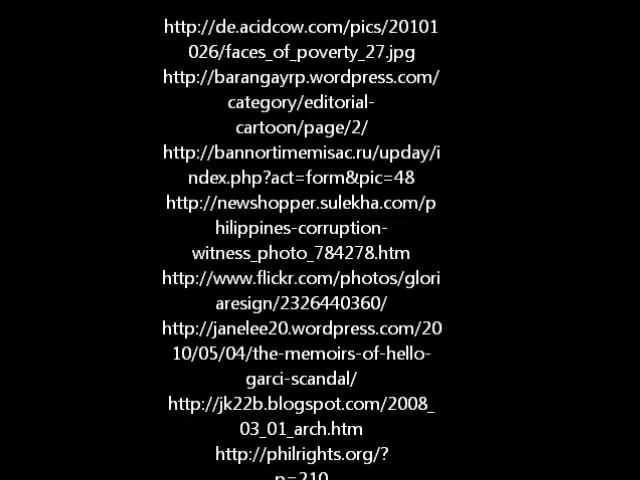 http://de.acidcow.com/pics/20101
026/faces_of_poverty_27.jpg
http://barangayrp.wordpress.com/
category/editorial-
cartoon/page/2/
http://bannortimemisac.ru/upday/i
ndex.php?act=form&pic=48
http://newshopper.sulekha.com/p
hilippines-corruption-
witness_photo_784278.htm
http://www.flickr.com/photos/glori
aresign/2326440360/
http://janelee20.wordpress.com/20
10/05/04/the-memoirs-of-hello-
garci-scandal/
http://jk22b.blogspot.com/2008_
03_01_arch.htm
http://philrights.org/?
p=210